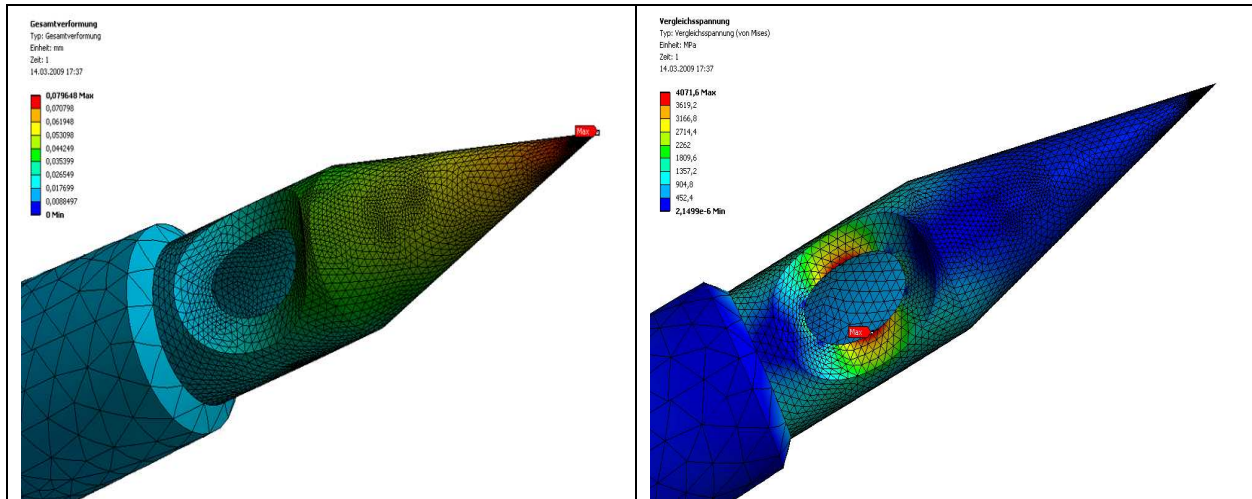 Gesamtverformung
Typ: Gesamtverformung
Einheit: mm
Zeit: 1
14.03.2009 17:37
0,079648 Max
0,070798
0,061948
0,053098
0,044249
0,035399
0,026549
0,017699
0,0088497
0 Min
Max
Vergleichsspannung
Typ: Vergleichsspannung (von Mises)
Einheit: MPa
Zeit: 1
14.03.2009 17:37
4071,6 Max
3619,2
3166,8
2714,4
2262
1809,6
1357,2
904,8
452,4
2,1499e-6 Min
Max